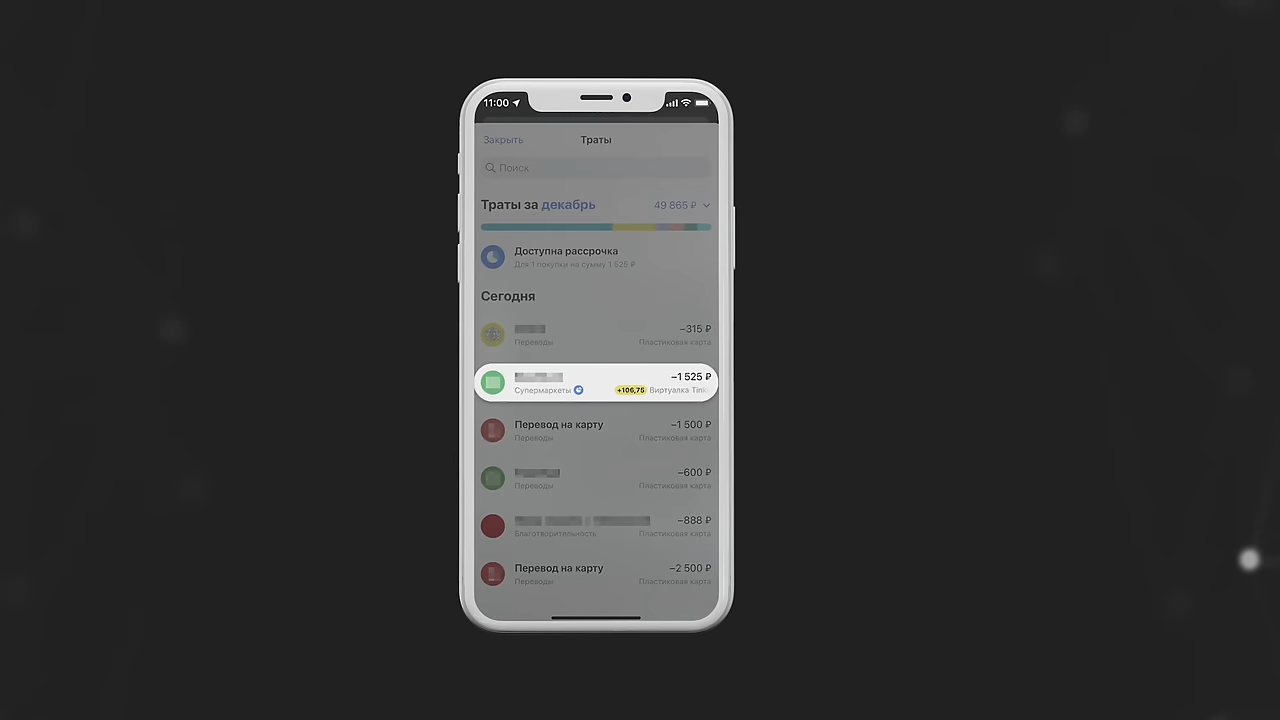 11:00
Закрыть Траты
Поиск
Траты за декабрь 49 865 ₽
Доступна рассрочка
Для 1 покупки на сумму 1 525 ₽
Сегодня
−315 ₽
Переводы Пластиковая карта
−1 525 ₽
Супермаркеты +106,75 Виртуалка Tink
Перевод на карту −1 500 ₽
Переводы Пластиковая карта
−600 ₽
Переводы Пластиковая карта
−888 ₽
Благотворительность Пластиковая карта
Перевод на карту −2 500 ₽
Переводы Пластиковая карта